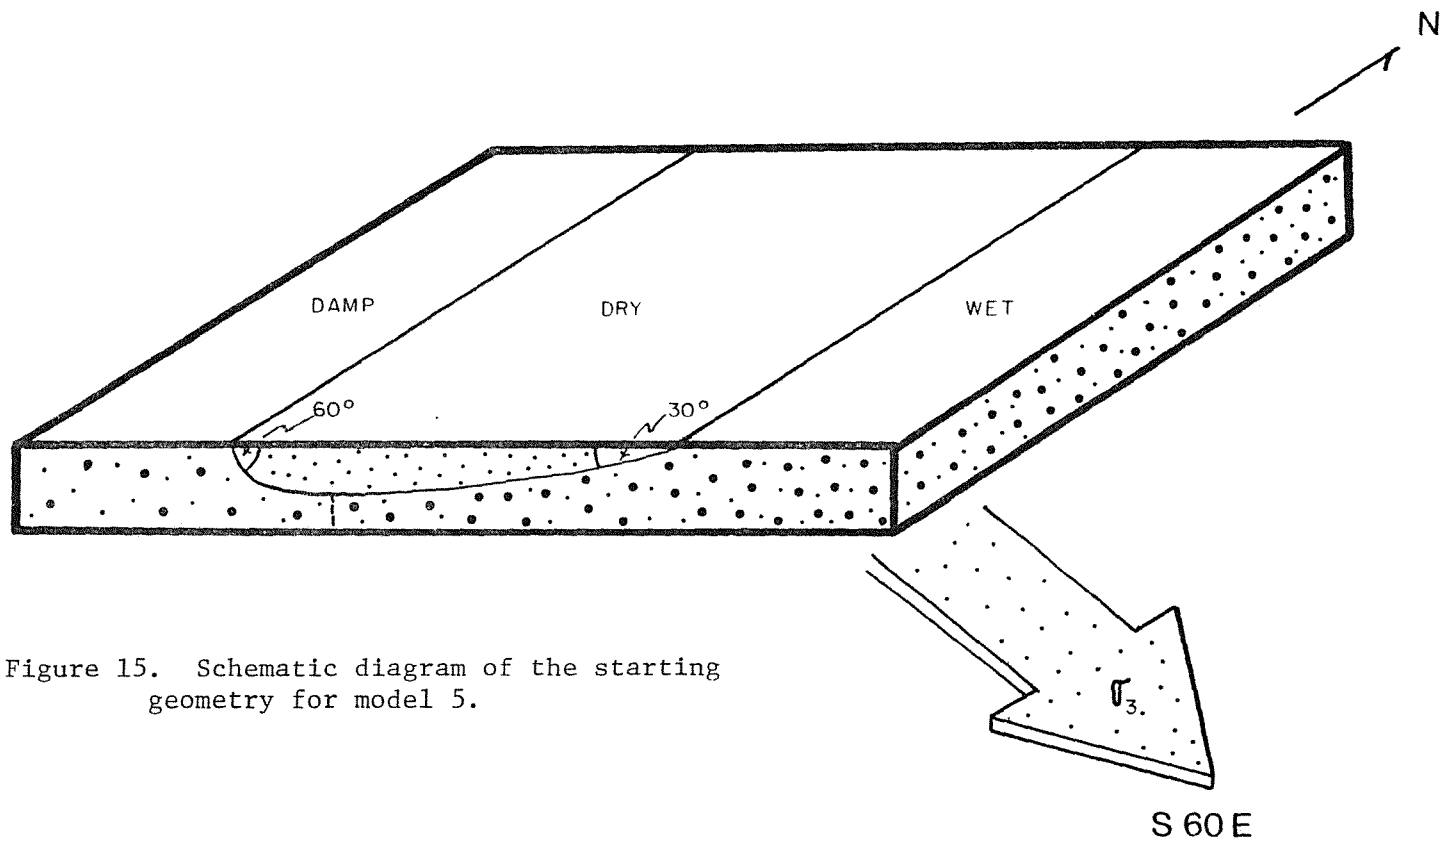 N
DAMP
DRY
WET
60°
30°
Figure 15. Schematic diagram of the starting
geometry for model 5.
σ3.
S 60 E